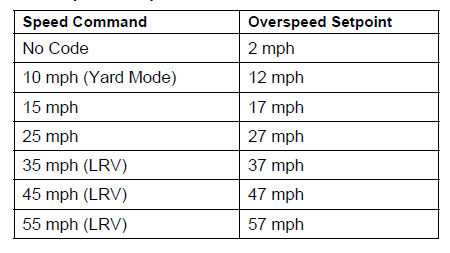 Speed Command Overspeed Setpoint
No Code 2 mph
10 mph (Yard Mode) 12 mph
15 mph 17 mph
25 mph 27 mph
35 mph (LRV) 37 mph
45 mph (LRV) 47 mph
55 mph (LRV) 57 mph